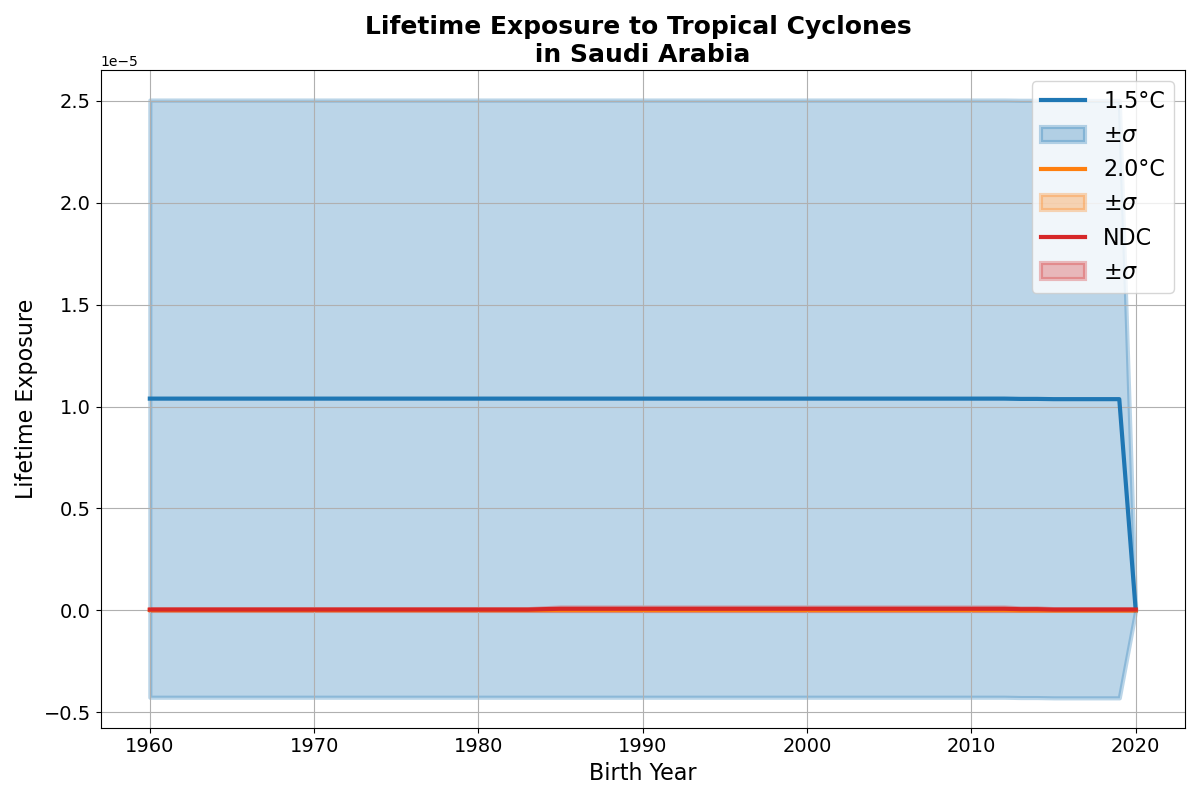 Lifetime Exposure to Tropical Cyclones
in Saudi Arabia
1e−5
2.5
2.0
1.5
1.0
0.5
0.0
−0.5
Lifetime Exposure
1960
1970
1980
1990
2000
2010
2020
Birth Year
1.5°C
±σ
2.0°C
±σ
NDC
±σ